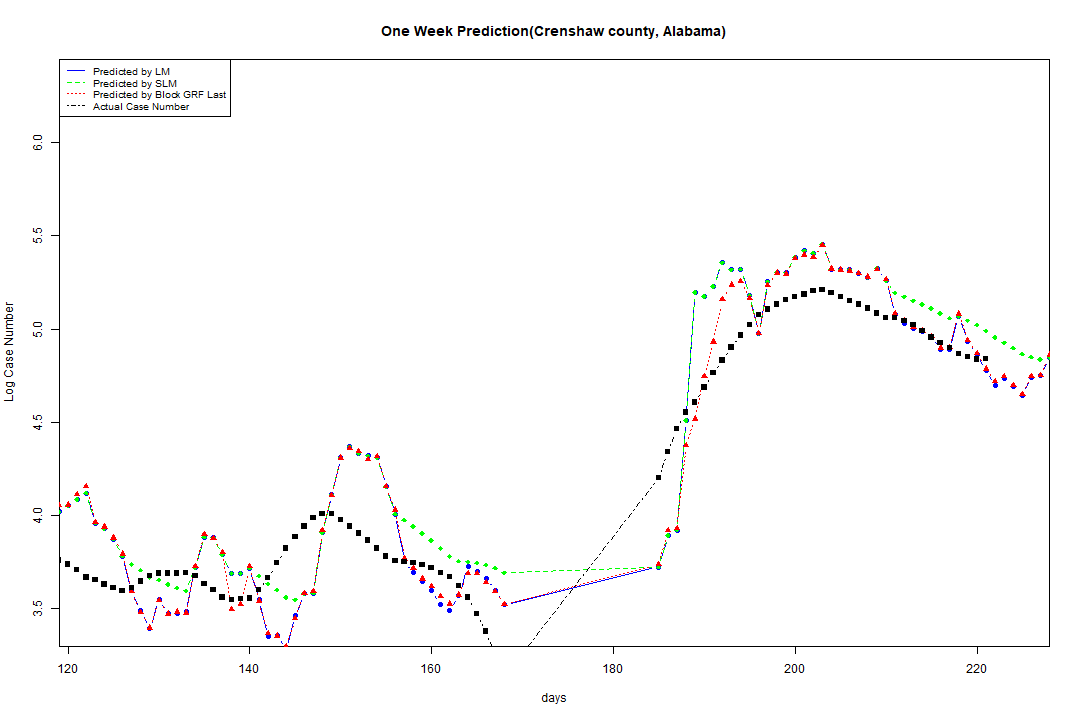 One Week Prediction(Crenshaw county, Alabama)
Predicted by LM
Predicted by SLM
Predicted by Block GRF Last
Actual Case Number
6.0
5.5
5.0
4.5
4.0
3.5
Log Case Number
120 140 160 180 200 220
days